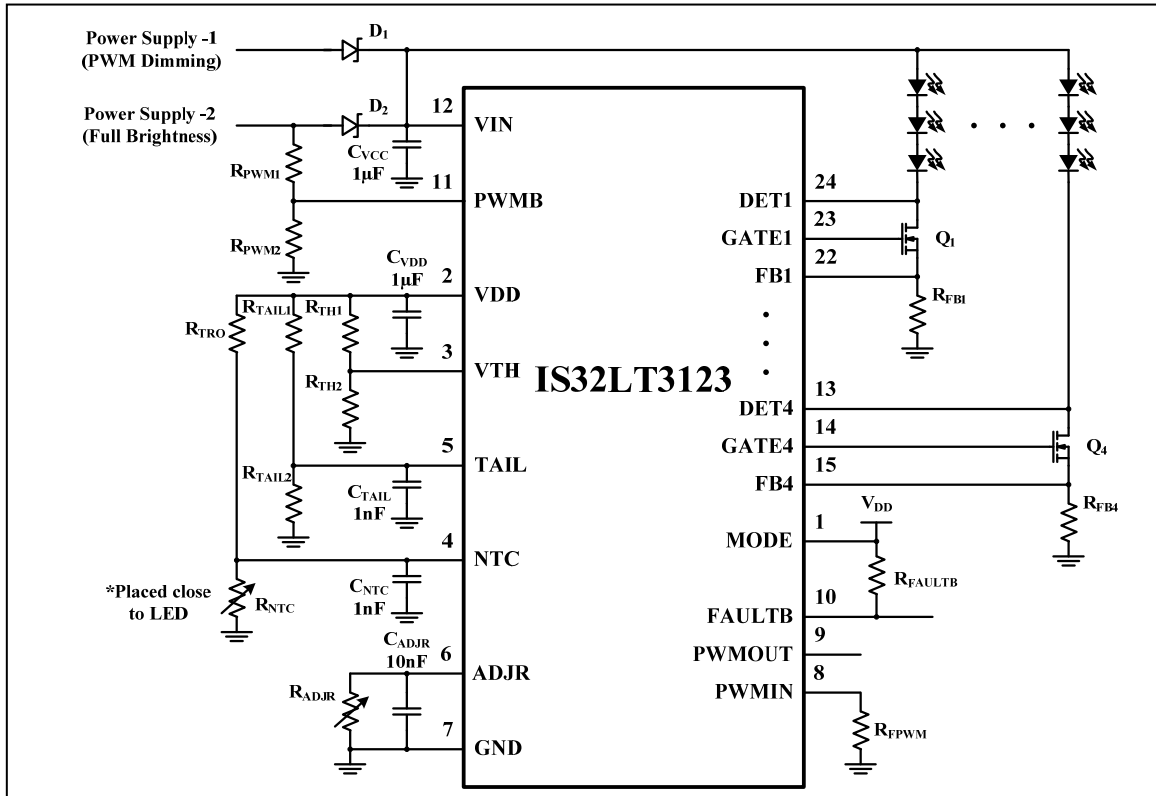 Power Supply -1
(PWM Dimming)
D1
Power Supply -2
(Full Brightness)
D2
12
VIN
CVCC
1μF
RPWM1
11
PWMB
RPWM2
CVDD
1μF
2
VDD
RTRO
RTAIL1
RTH1
3
VTH
RTH2
5
TAIL
RTAIL2
CTAIL
1nF
4
NTC
*Placed close
to LED
RNTC
CNTC
1nF
CADJR
10nF
6
ADJR
RADJR
7
GND
IS32LT3123
24
DET1
23
GATE1
Q1
22
FB1
RFB1
13
DET4
14
GATE4
Q4
15
FB4
RFB4
VDD
1
MODE
RFAULTB
10
FAULTB
9
PWMOUT
8
PWMIN
RFPWM